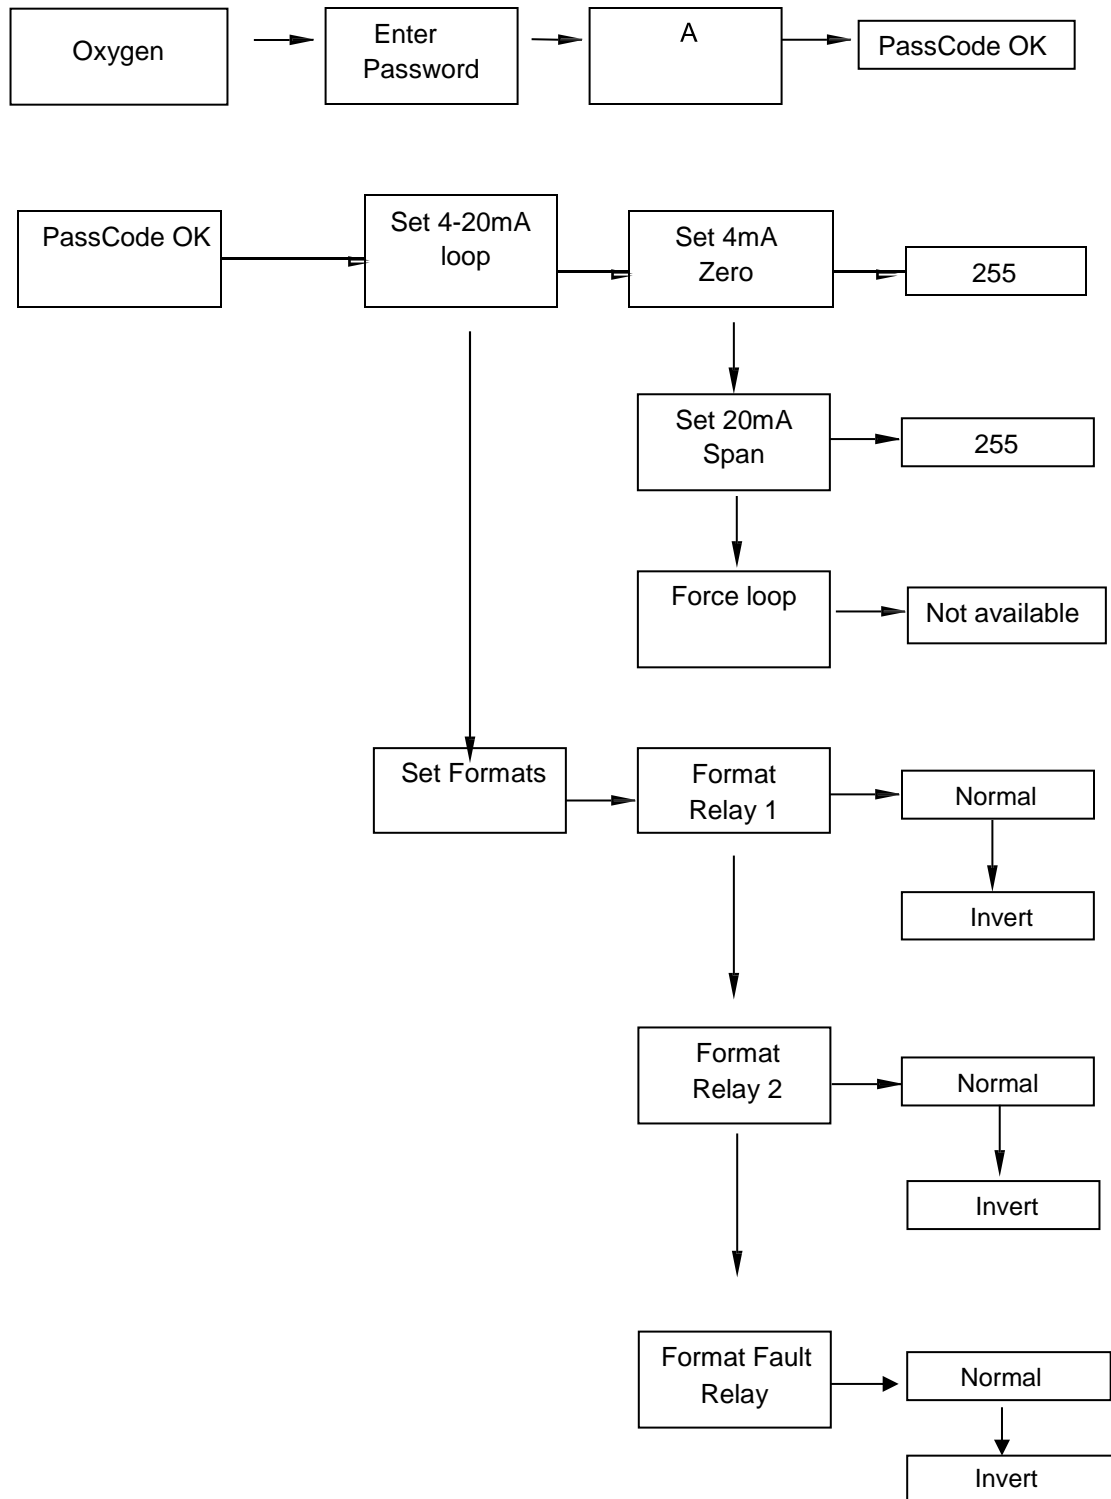 Oxygen
Enter
Password
A
PassCode OK
PassCode OK
Set 4-20mA
loop
Set 4mA
Zero
255
Set 20mA
Span
255
Force loop
Not available
Set Formats
Format
Relay 1
Normal
Invert
Format
Relay 2
Normal
Invert
Format Fault
Relay
Normal
Invert